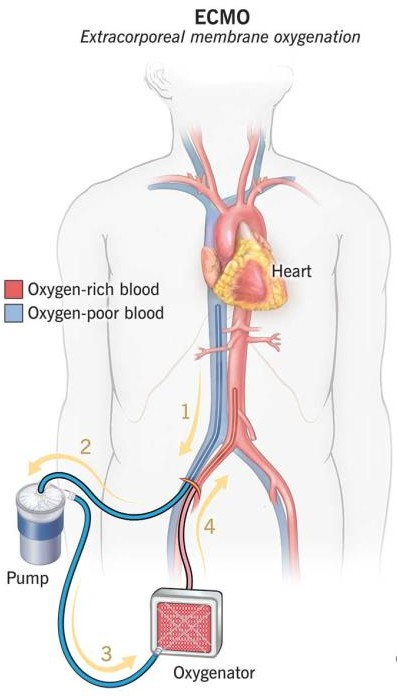 ECMO
Extracorporeal membrane oxygenation
Heart
Oxygen-rich blood
Oxygen-poor blood
1
2
4
Pump
3
Oxygenator